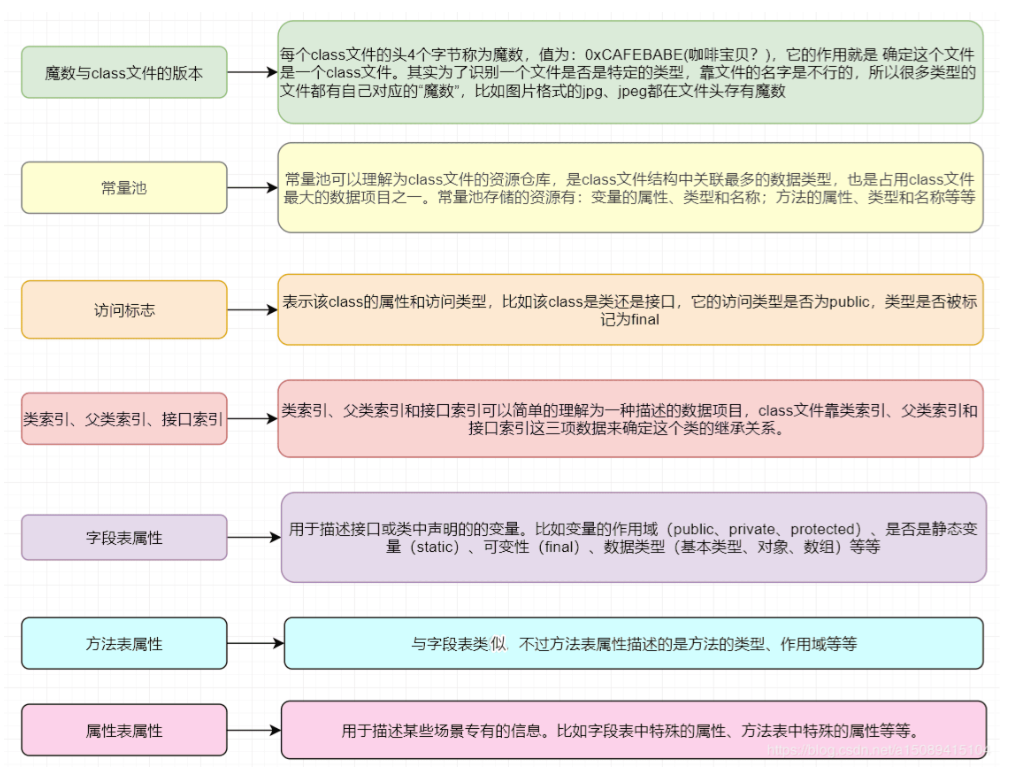 魔数与class文件的版本
每个class文件的头4个字节称为魔数，值为：0xCAFEBABE(咖啡宝贝？)，它的作用就是 确定这个文件
是一个class文件。其实为了识别一个文件是否是特定的类型，靠文件的名字是不行的，所以很多类型的
文件都有自己对应的“魔数”，比如图片格式的jpg、jpeg都在文件头存有魔数
常量池
常量池可以理解为class文件的资源仓库，是class文件结构中关联最多的数据类型，也是占用class文件
最大的数据项目之一。常量池存储的资源有：变量的属性、类型和名称；方法的属性、类型和名称等等
访问标志
表示该class的属性和访问类型，比如该class是类还是接口，它的访问类型是否为public，类型是否被标
记为final
类索引、父类索引、接口索引
类索引、父类索引和接口索引可以简单的理解为一种描述的数据项目，class文件靠类索引、父类索引和
接口索引这三项数据来确定这个类的继承关系。
字段表属性
用于描述接口或类中声明的的变量。比如变量的作用域（public、private、protected）、是否是静态变
量（static）、可变性（final）、数据类型（基本类型、对象、数组）等等
方法表属性
与字段表类似，不过方法表属性描述的是方法的类型、作用域等等
属性表属性
用于描述某些场景专有的信息。比如字段表中特殊的属性、方法表中特殊的属性等等。
https://blog.csdn.net/a15089415104